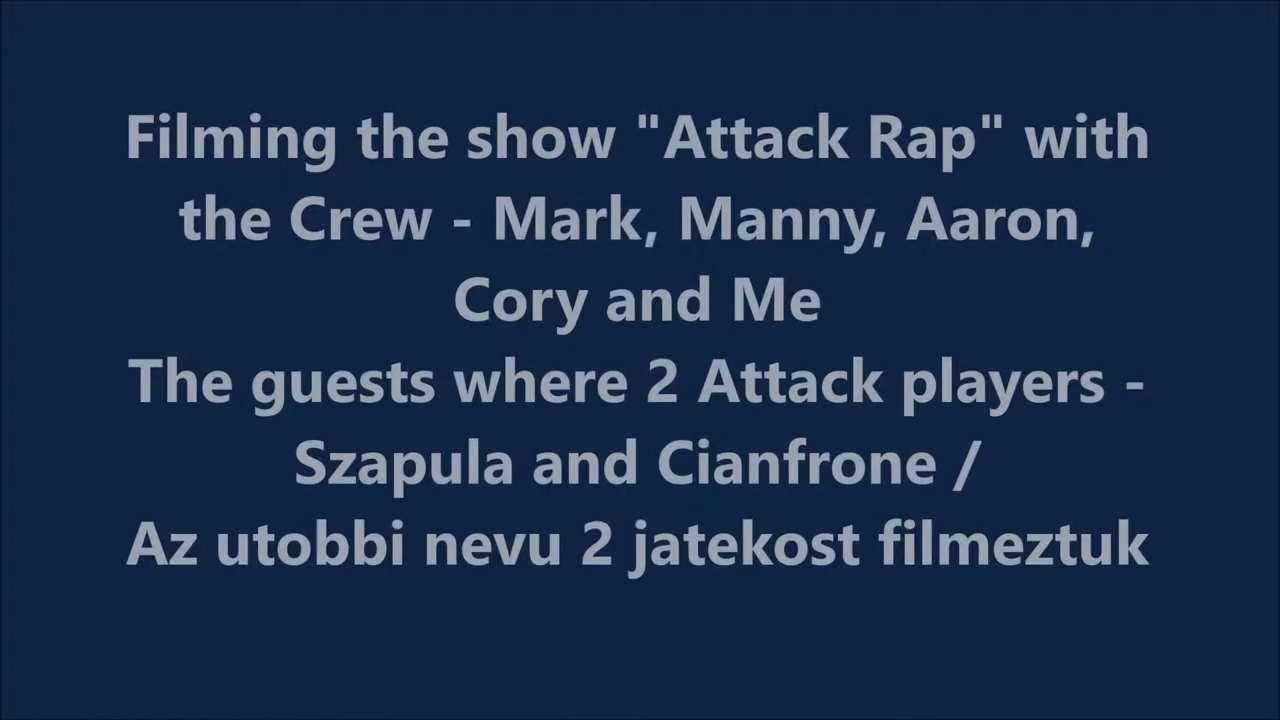 Filming the show "Attack Rap" with
the Crew - Mark, Manny, Aaron,
Cory and Me
The guests where 2 Attack players -
Szapula and Cianfrone /
Az utobbi nevu 2 jatekost filmeztuk